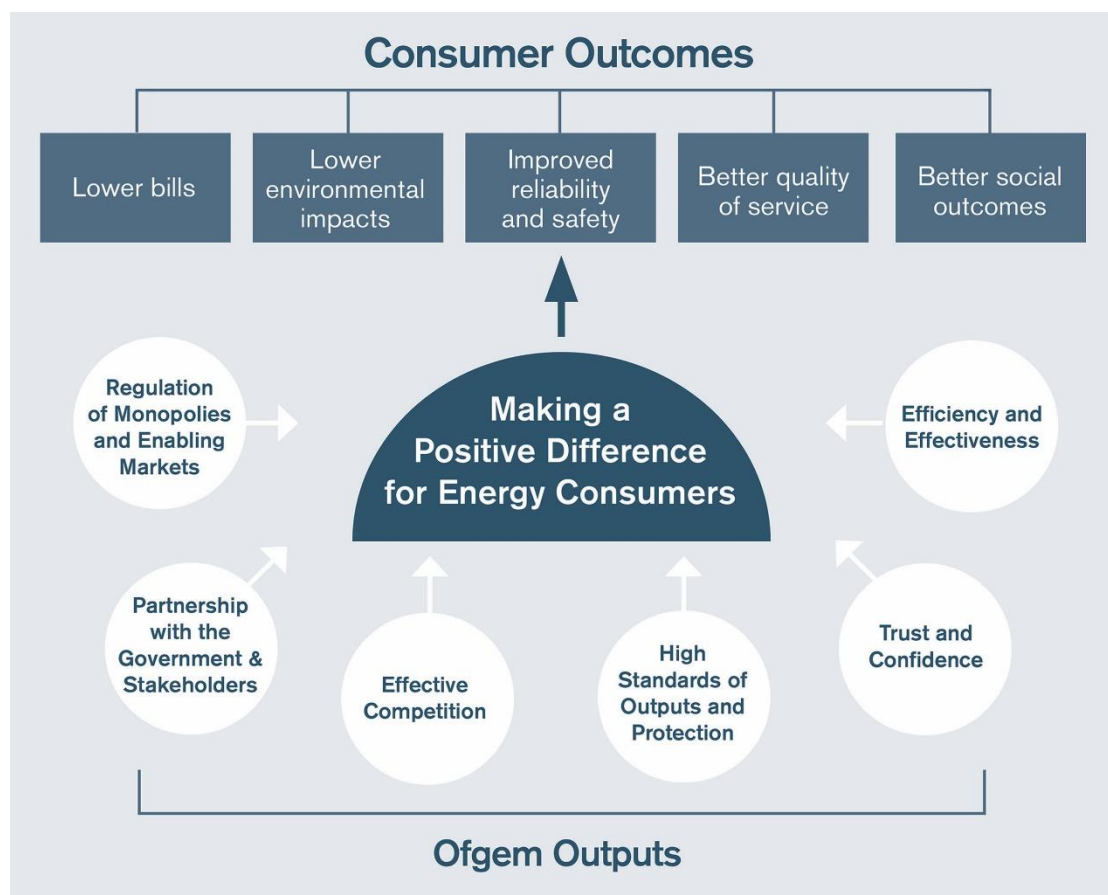 Consumer Outcomes
Lower bills
Lower
environmental
impacts
Improved
reliability
and safety
Better quality
of service
Better social
outcomes
Making a
Positive Difference
for Energy Consumers
Regulation
of Monopolies
and Enabling
Markets
Efficiency and
Effectiveness
Partnership
with the
Government &
Stakeholders
Effective
Competition
High
Standards of
Outputs and
Protection
Trust and
Confidence
Ofgem Outputs